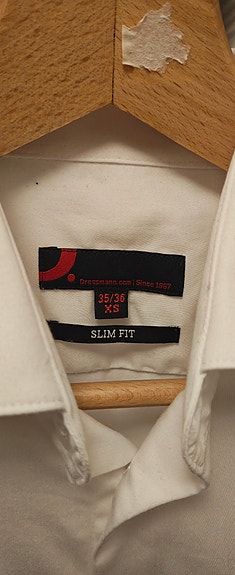 Dressmann.com | Since 1967
35/36
XS
SLIM FIT